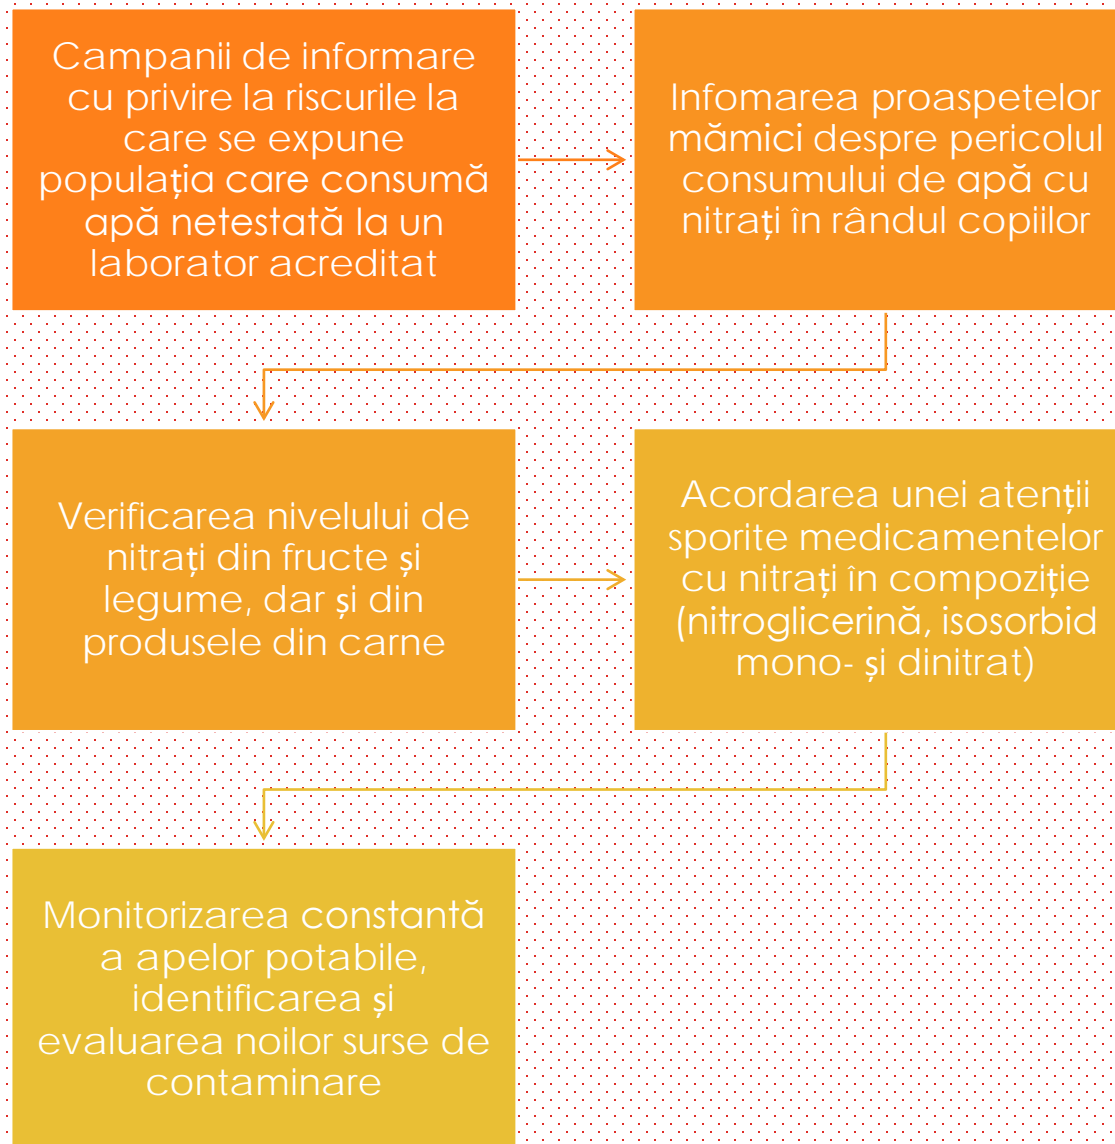 Campanii de informare
cu privire la riscurile la
care se expune
populația care consumă
apă netestată la un
laborator acreditat
Infomarea proaspetelor
mămici despre pericolul
consumului de apă cu
nitrați în rândul copiilor
Verificarea nivelului de
nitrați din fructe și
legume, dar și din
produsele din carne
Acordarea unei atenții
sporite medicamentelor
cu nitrați în compoziție
(nitroglicerină, isosorbid
mono- și dinitrat)
Monitorizarea constantă
a apelor potabile,
identificarea și
evaluarea noilor surse de
contaminare